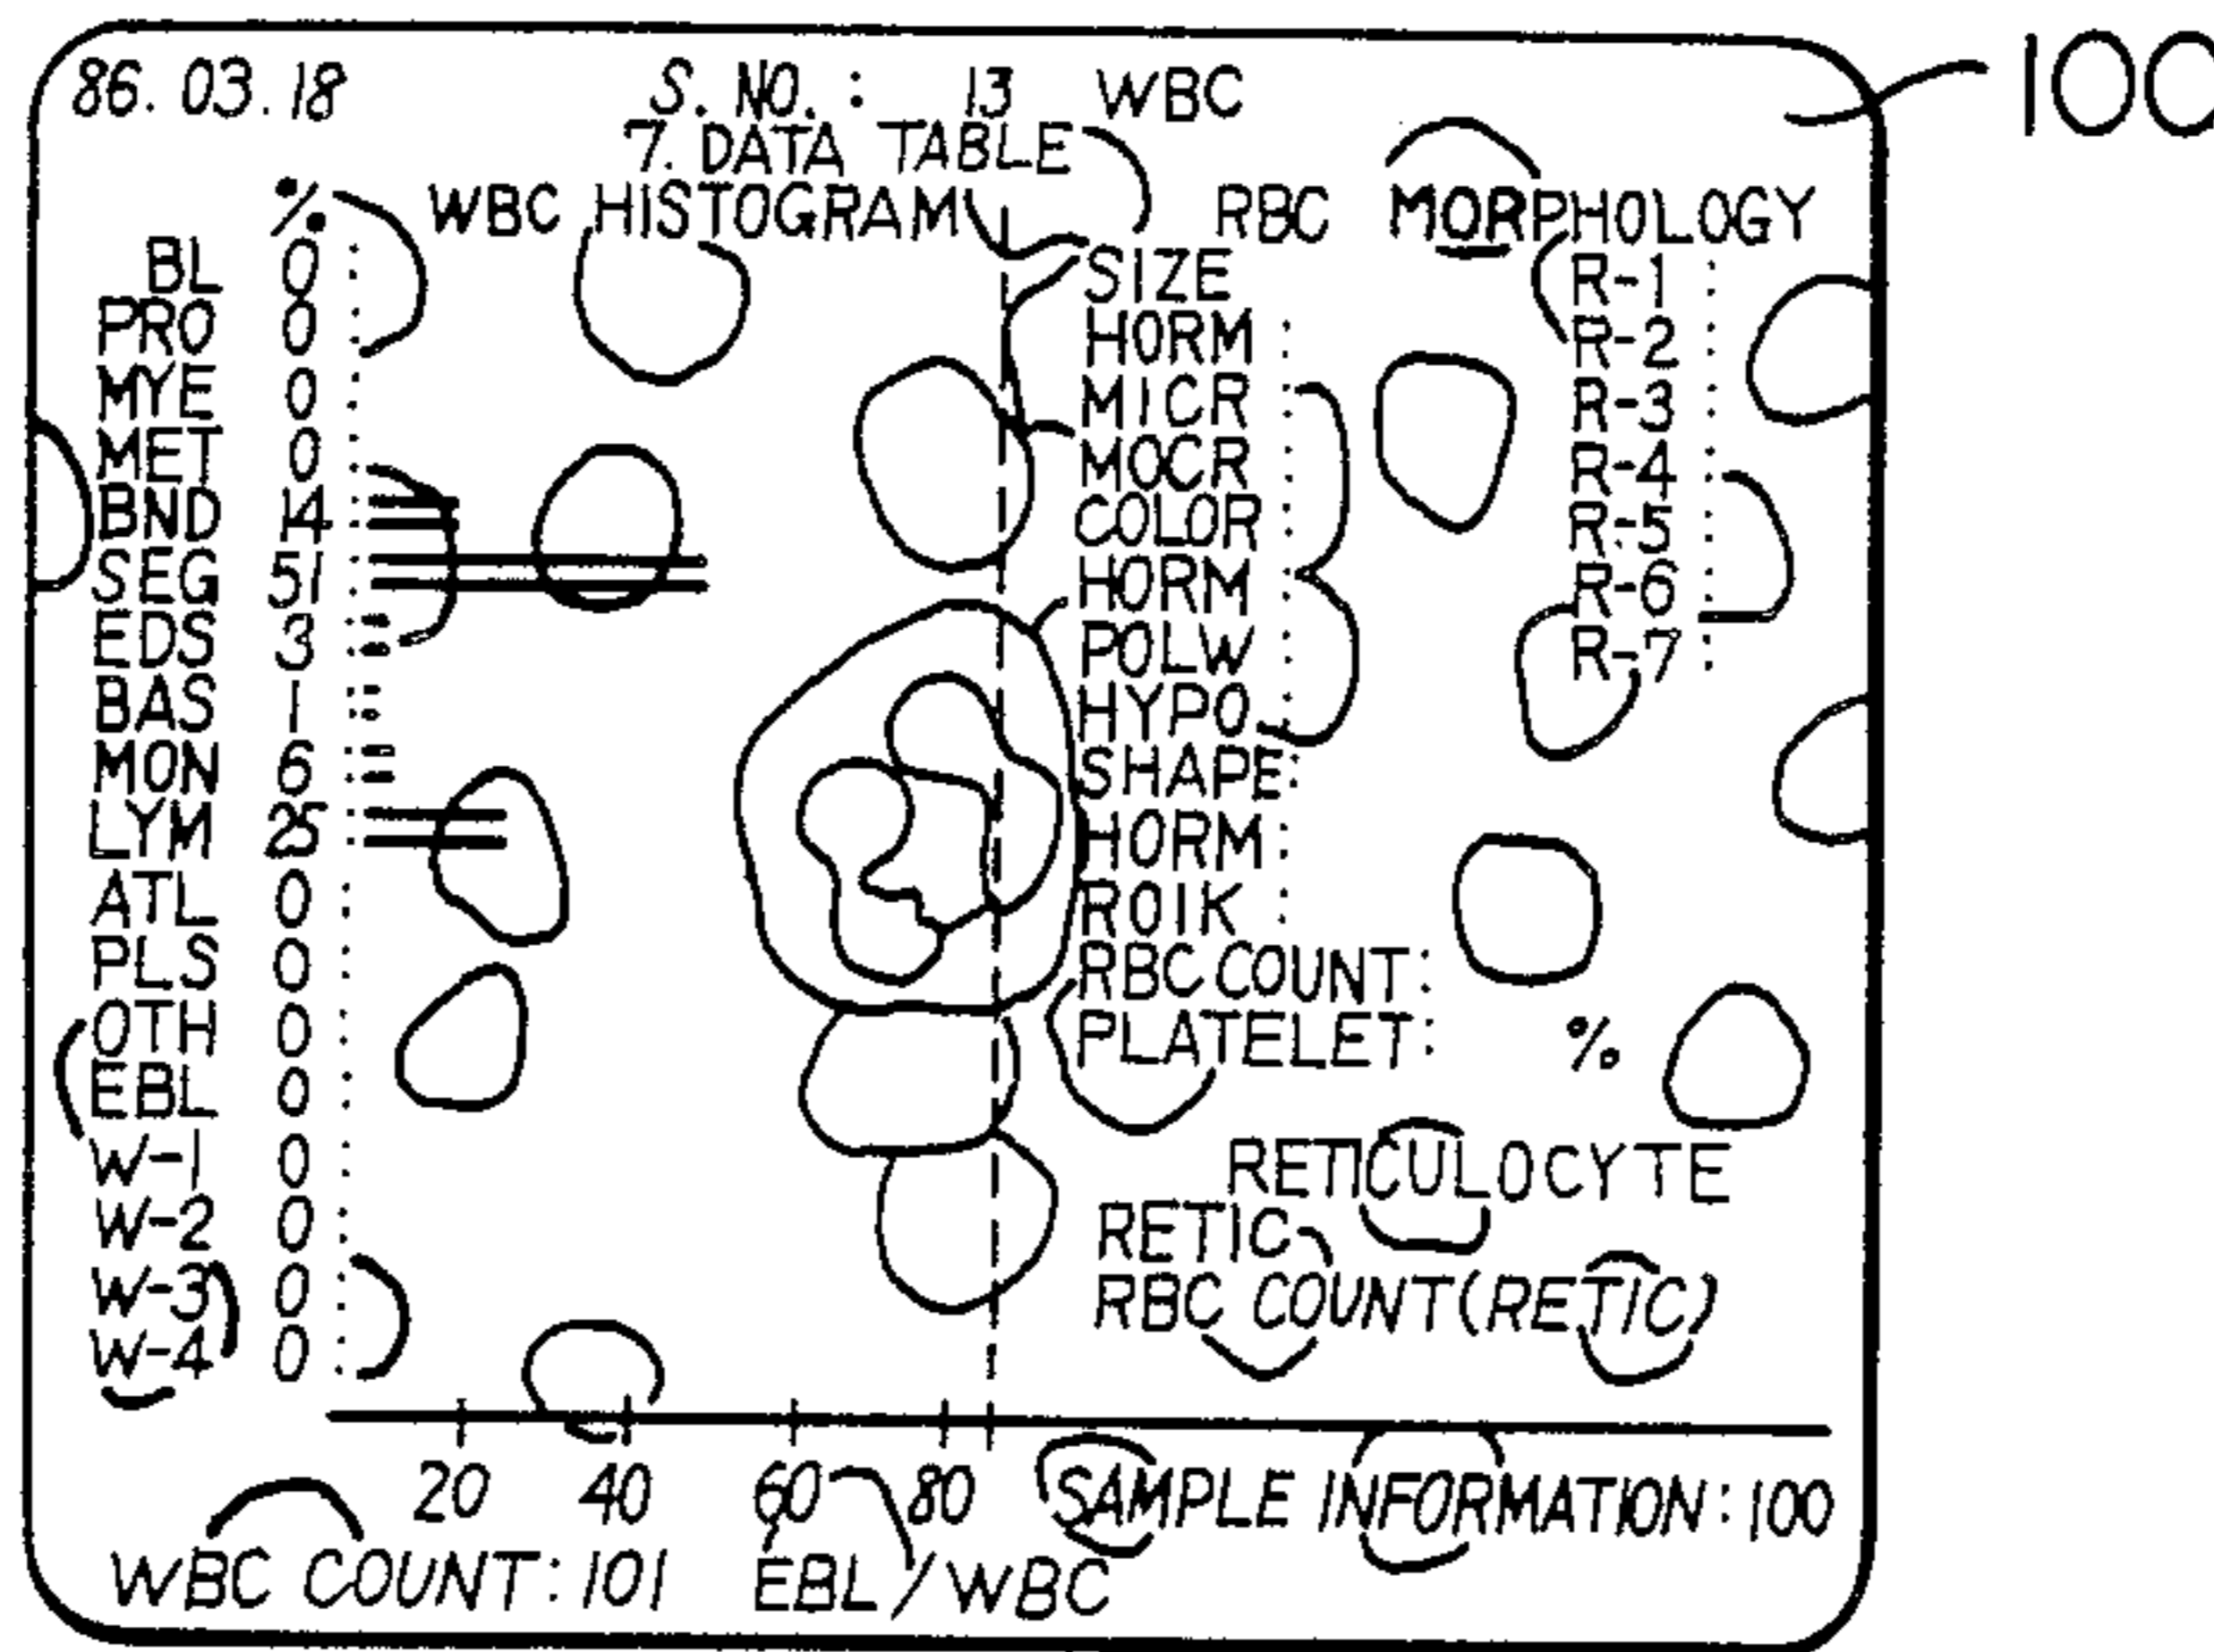 86.03.18 S. NO. : 13 WBC 100
7. DATA TABLE
% WBC HISTOGRAM RBC MORPHOLOGY
BL 0 : SIZE R-1 :
PRO 0 : HORM : R-2 :
MYE 0 : MICR : R-3 :
MET 0 : MOCR : R-4 :
BND 14 : COLOR : R-5 :
SEG 51 : HORM : R-6 :
EDS 3 : POLW : R-7 :
BAS 1 : HYPO :
MON 6 : SHAPE:
LYM 25 : HORM :
ATL 0 : ROIK :
PLS 0 : RBC COUNT:
OTH 0 : PLATELET: %
EBL 0 :
W-1 0 : RETICULOCYTE
W-2 0 : RETIC
W-3 0 : RBC COUNT(RETIC)
W-4 0 :
20 40 60 80 SAMPLE INFORMATION: 100
WBC COUNT: 101 EBL/WBC